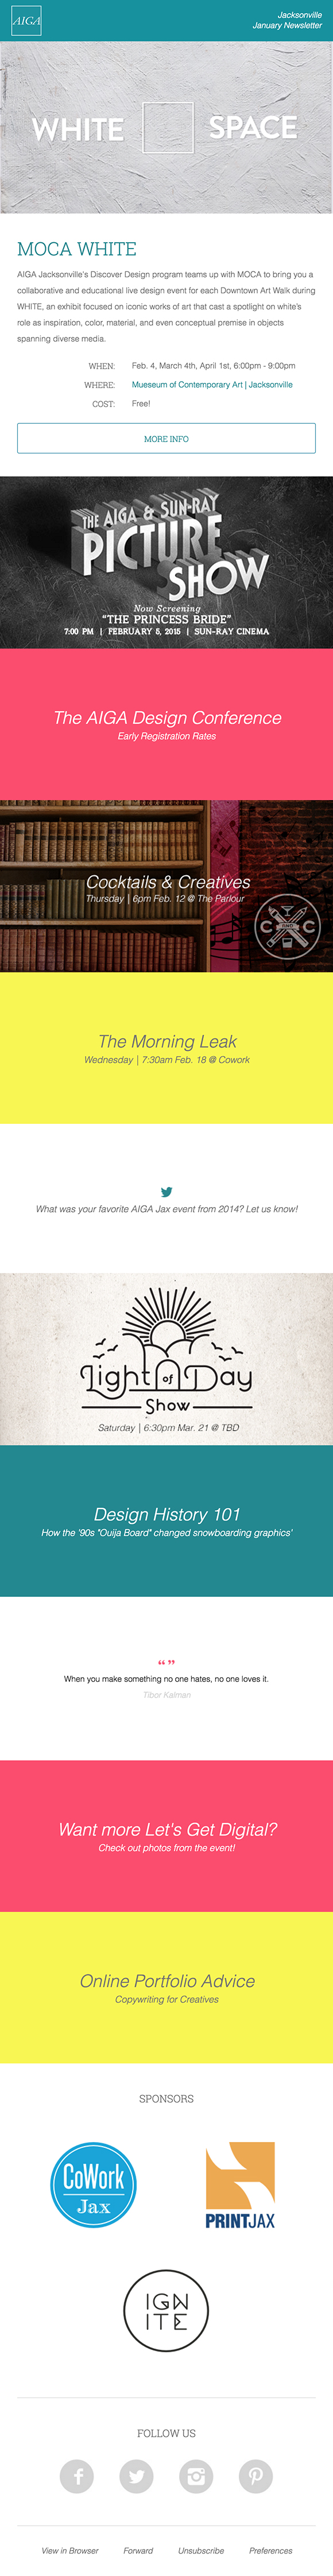 AIGA
Jacksonville
January Newsletter
WHITE SPACE
MOCA WHITE
AIGA Jacksonville's Discover Design program teams up with MOCA to bring you a
collaborative and educational live design event for each Downtown Art Walk during
WHITE, an exhibit focused on iconic works of art that cast a spotlight on white's
role as inspiration, color, material, and even conceptual premise in objects
spanning diverse media.
WHEN: Feb. 4, March 4th, April 1st, 6:00pm - 9:00pm
WHERE: Mueseum of Contemporary Art | Jacksonville
COST: Free!
MORE INFO
THE AIGA & SUN-RAY
PICTURE
SHOW
Now Screening
"THE PRINCESS BRIDE"
7:00 PM | FEBRUARY 5, 2015 | SUN-RAY CINEMA
The AIGA Design Conference
Early Registration Rates
Cocktails & Creatives
Thursday | 6pm Feb. 12 @ The Parlour
C AND C
The Morning Leak
Wednesday | 7:30am Feb. 18 @ Cowork
What was your favorite AIGA Jax event from 2014? Let us know!
Light of Day
Show
Saturday | 6:30pm Mar. 21 @ TBD
Design History 101
How the '90s "Ouija Board" changed snowboarding graphics'
“ ”
When you make something no one hates, no one loves it.
Tibor Kalman
Want more Let's Get Digital?
Check out photos from the event!
Online Portfolio Advice
Copywriting for Creatives
SPONSORS
CoWork
Jax
PRINTJAX
IGN
ITE
FOLLOW US
View in Browser Forward Unsubscribe Preferences